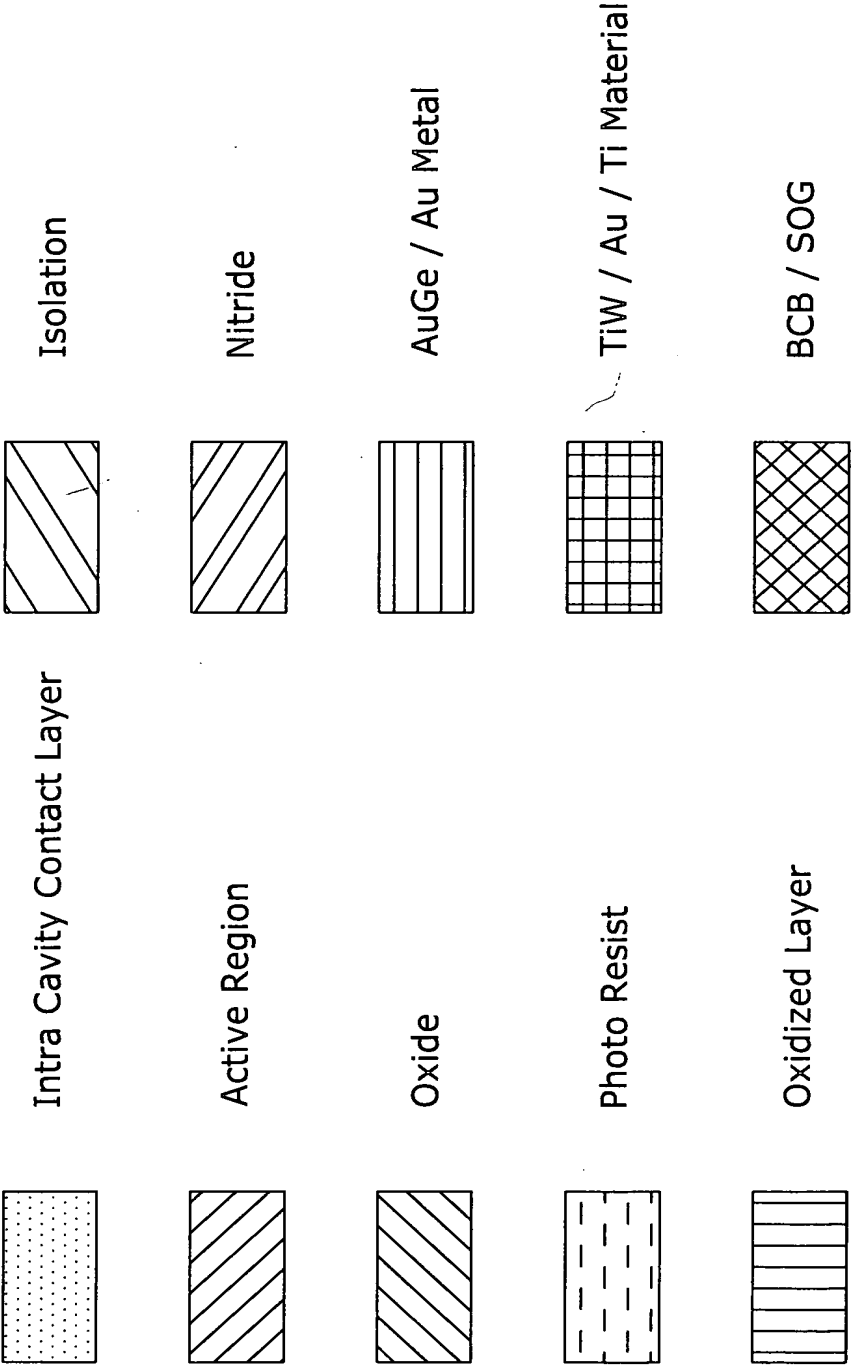 Intra Cavity Contact Layer
Active Region
Oxide
Photo Resist
Oxidized Layer
Isolation
Nitride
AuGe / Au Metal
TiW / Au / Ti Material
BCB / SOG